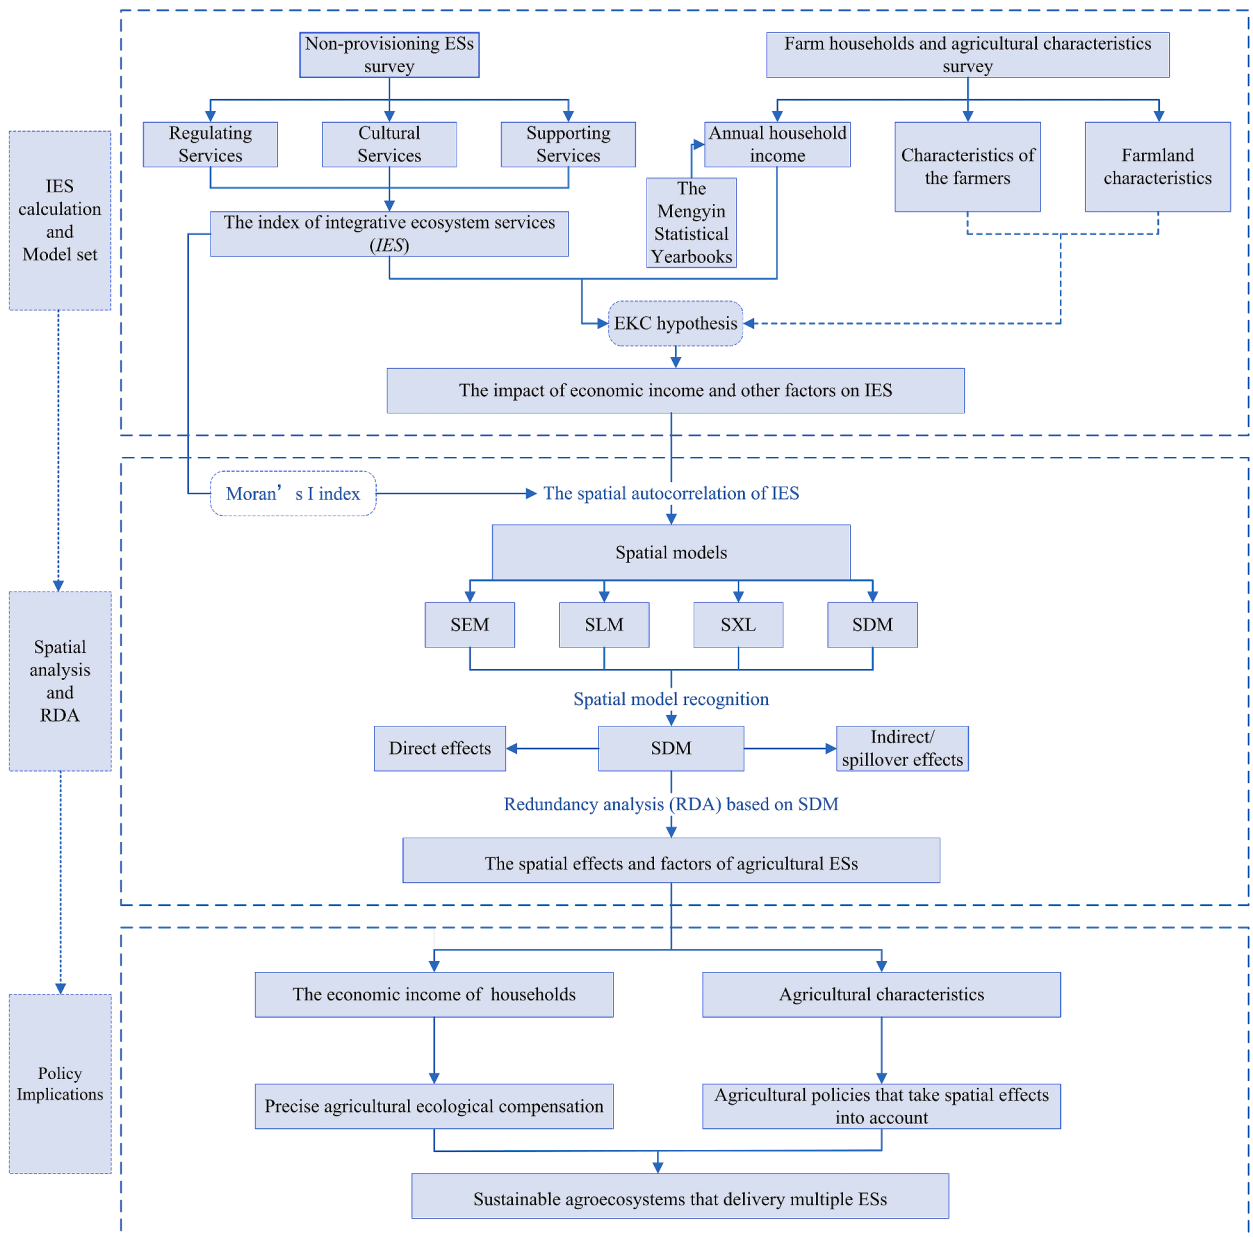 Non-provisioning ESs
survey
Farm households and agricultural characteristics
survey
Regulating
Services
Cultural
Services
Supporting
Services
Annual household
income
Characteristics of
the farmers
Farmland
characteristics
The
Mengyin
Statistical
Yearbooks
IES
calculation
and
Model set
The index of integrative ecosystem services
(IES)
EKC hypothesis
The impact of economic income and other factors on IES
Moran’s I index
The spatial autocorrelation of IES
Spatial models
SEM
SLM
SXL
SDM
Spatial
analysis
and
RDA
Spatial model recognition
Direct effects
SDM
Indirect/
spillover effects
Redundancy analysis (RDA) based on SDM
The spatial effects and factors of agricultural ESs
The economic income of households
Agricultural characteristics
Policy
Implications
Precise agricultural ecological compensation
Agricultural policies that take spatial effects
into account
Sustainable agroecosystems that delivery multiple ESs